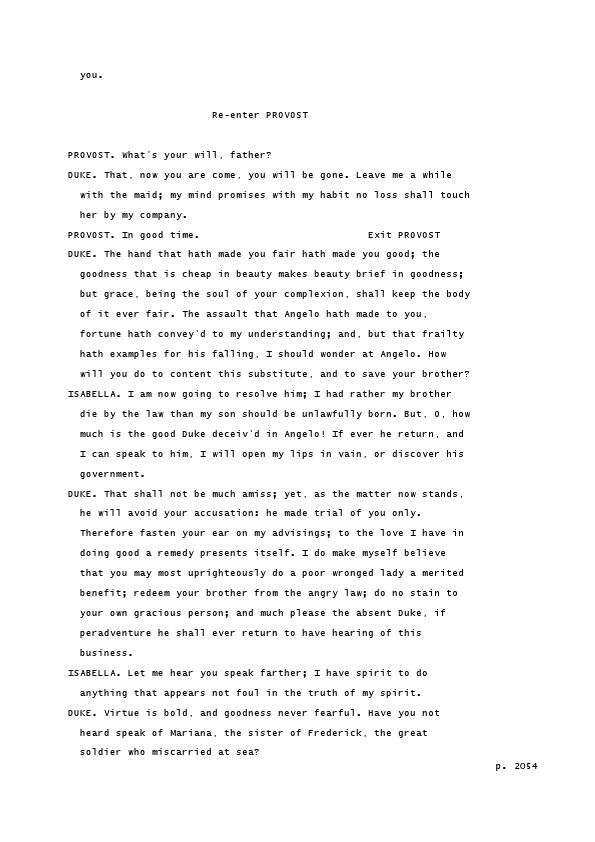 you.
Re-enter PROVOST
PROVOST. What's your will, father?
DUKE. That, now you are come, you will be gone. Leave me a while
with the maid; my mind promises with my habit no loss shall touch
her by my company.
PROVOST. In good time. Exit PROVOST
DUKE. The hand that hath made you fair hath made you good; the
goodness that is cheap in beauty makes beauty brief in goodness;
but grace, being the soul of your complexion, shall keep the body
of it ever fair. The assault that Angelo hath made to you,
fortune hath convey'd to my understanding; and, but that frailty
hath examples for his falling, I should wonder at Angelo. How
will you do to content this substitute, and to save your brother?
ISABELLA. I am now going to resolve him; I had rather my brother
die by the law than my son should be unlawfully born. But, O, how
much is the good Duke deceiv'd in Angelo! If ever he return, and
I can speak to him, I will open my lips in vain, or discover his
government.
DUKE. That shall not be much amiss; yet, as the matter now stands,
he will avoid your accusation: he made trial of you only.
Therefore fasten your ear on my advisings; to the love I have in
doing good a remedy presents itself. I do make myself believe
that you may most uprighteously do a poor wronged lady a merited
benefit; redeem your brother from the angry law; do no stain to
your own gracious person; and much please the absent Duke, if
peradventure he shall ever return to have hearing of this
business.
ISABELLA. Let me hear you speak farther; I have spirit to do
anything that appears not foul in the truth of my spirit.
DUKE. Virtue is bold, and goodness never fearful. Have you not
heard speak of Mariana, the sister of Frederick, the great
soldier who miscarried at sea?
p. 2054